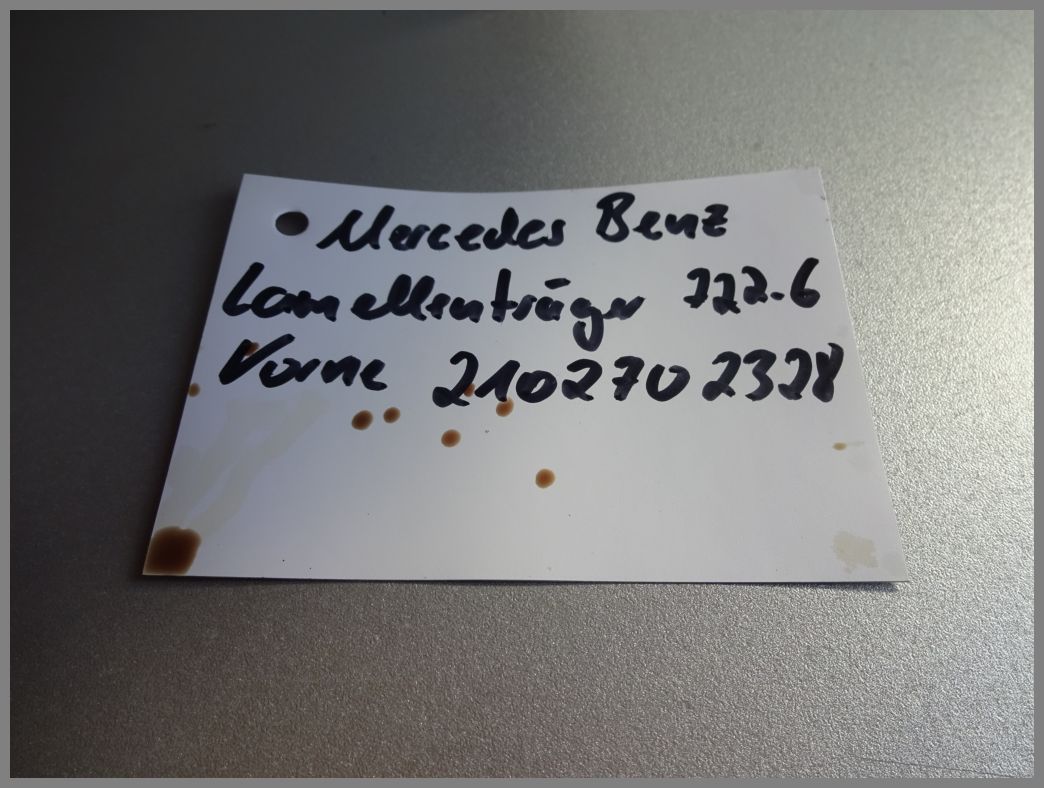 Mercedes Benz
Lamellenträger 722.6
Vorne 2102702328